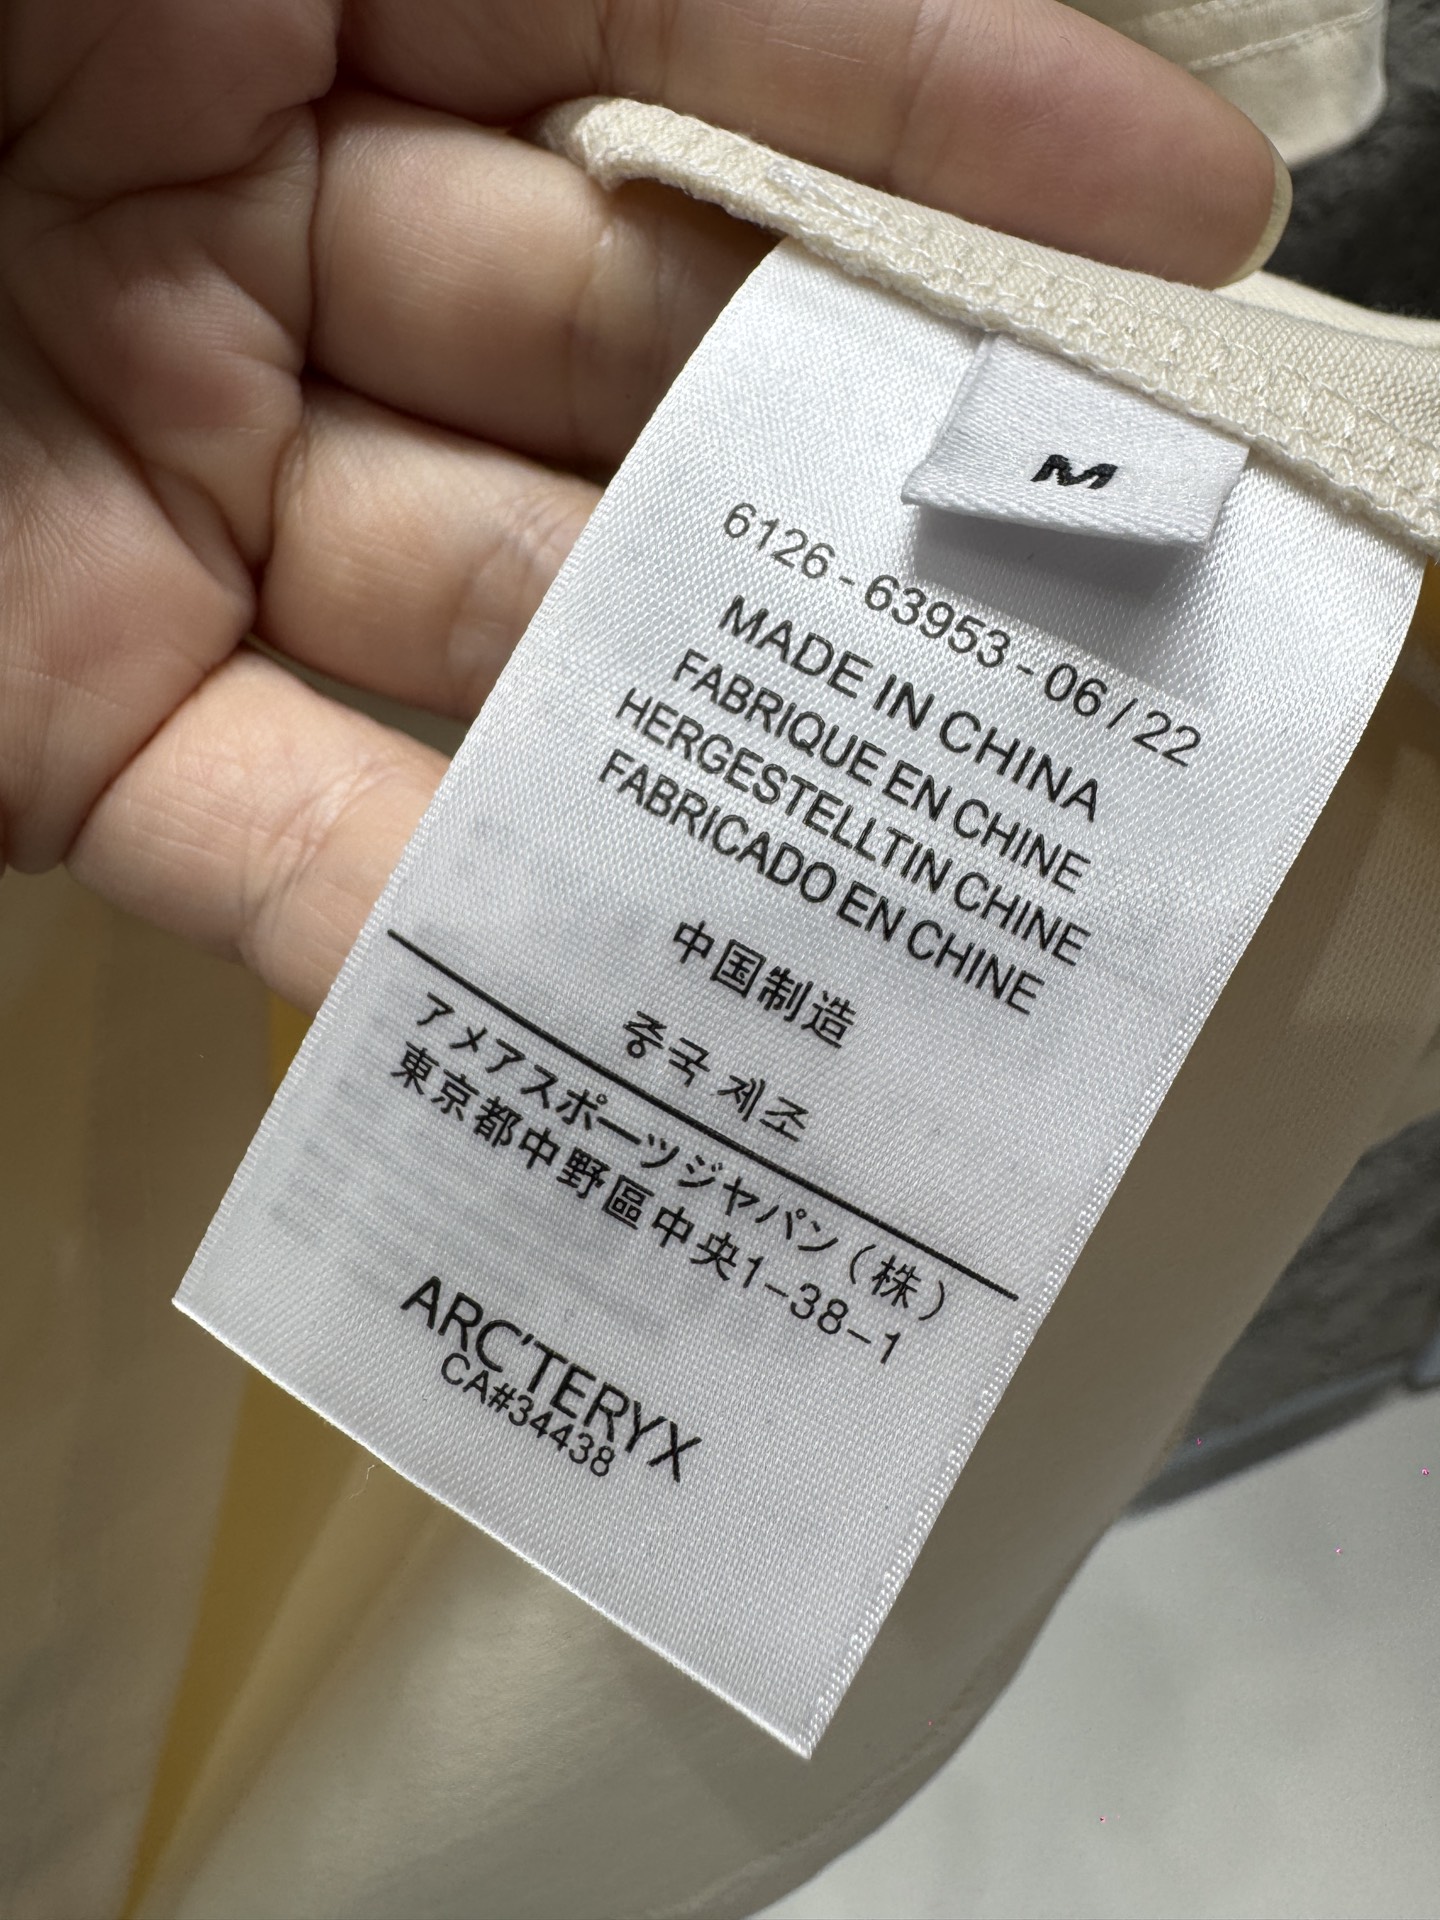 M
6126-63953-06/22
MADE IN CHINA
FABRIQUE EN CHINE
HERGESTELLTIN CHINE
FABRICADO EN CHINE
中国制造
중국 제조
アメアスポーツジャパン(株)
東京都中野區中央1-38-1
ARC'TERYX
CA#34438